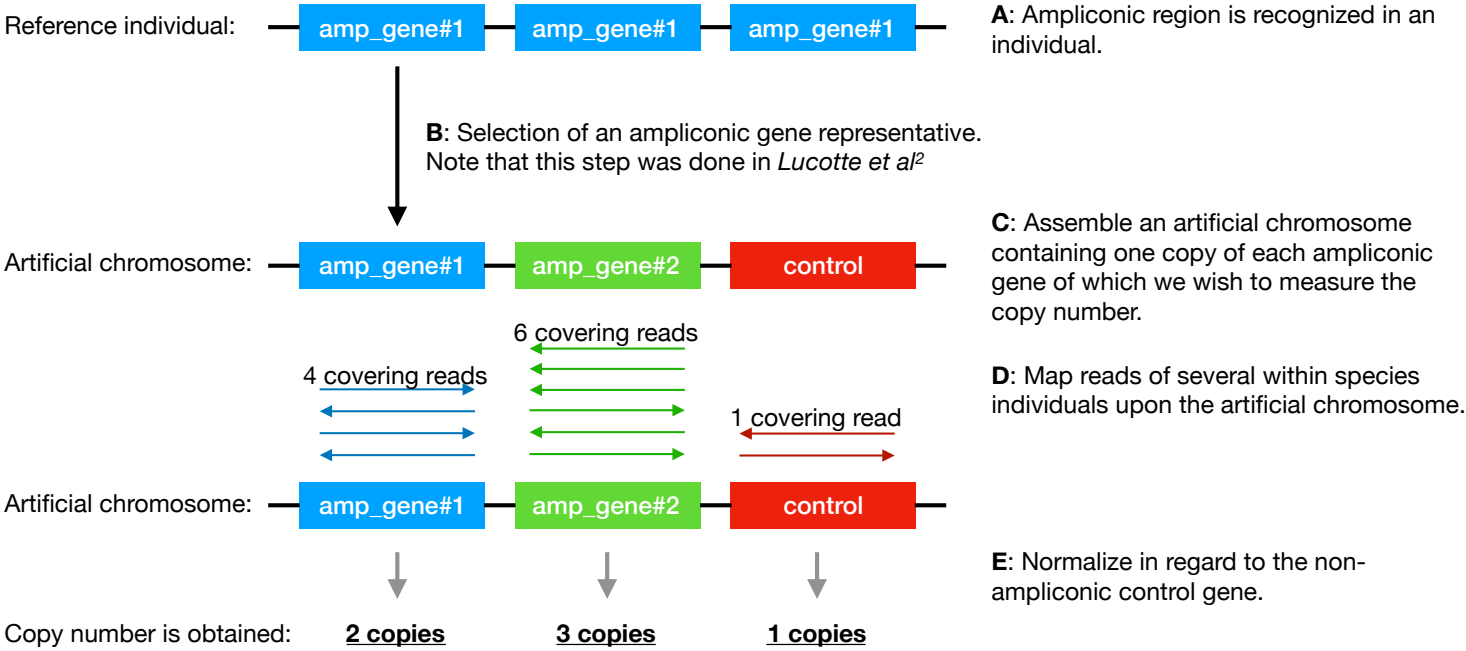 Reference individual:
amp_gene#1 amp_gene#1 amp_gene#1
A: Ampliconic region is recognized in an
individual.
B: Selection of an ampliconic gene representative.
Note that this step was done in Lucotte et al²
Artificial chromosome:
amp_gene#1 amp_gene#2 control
C: Assemble an artificial chromosome
containing one copy of each ampliconic
gene of which we wish to measure the
copy number.
4 covering reads
6 covering reads
1 covering read
D: Map reads of several within species
individuals upon the artificial chromosome.
Artificial chromosome:
amp_gene#1 amp_gene#2 control
E: Normalize in regard to the non-
ampliconic control gene.
Copy number is obtained:
2 copies 3 copies 1 copies